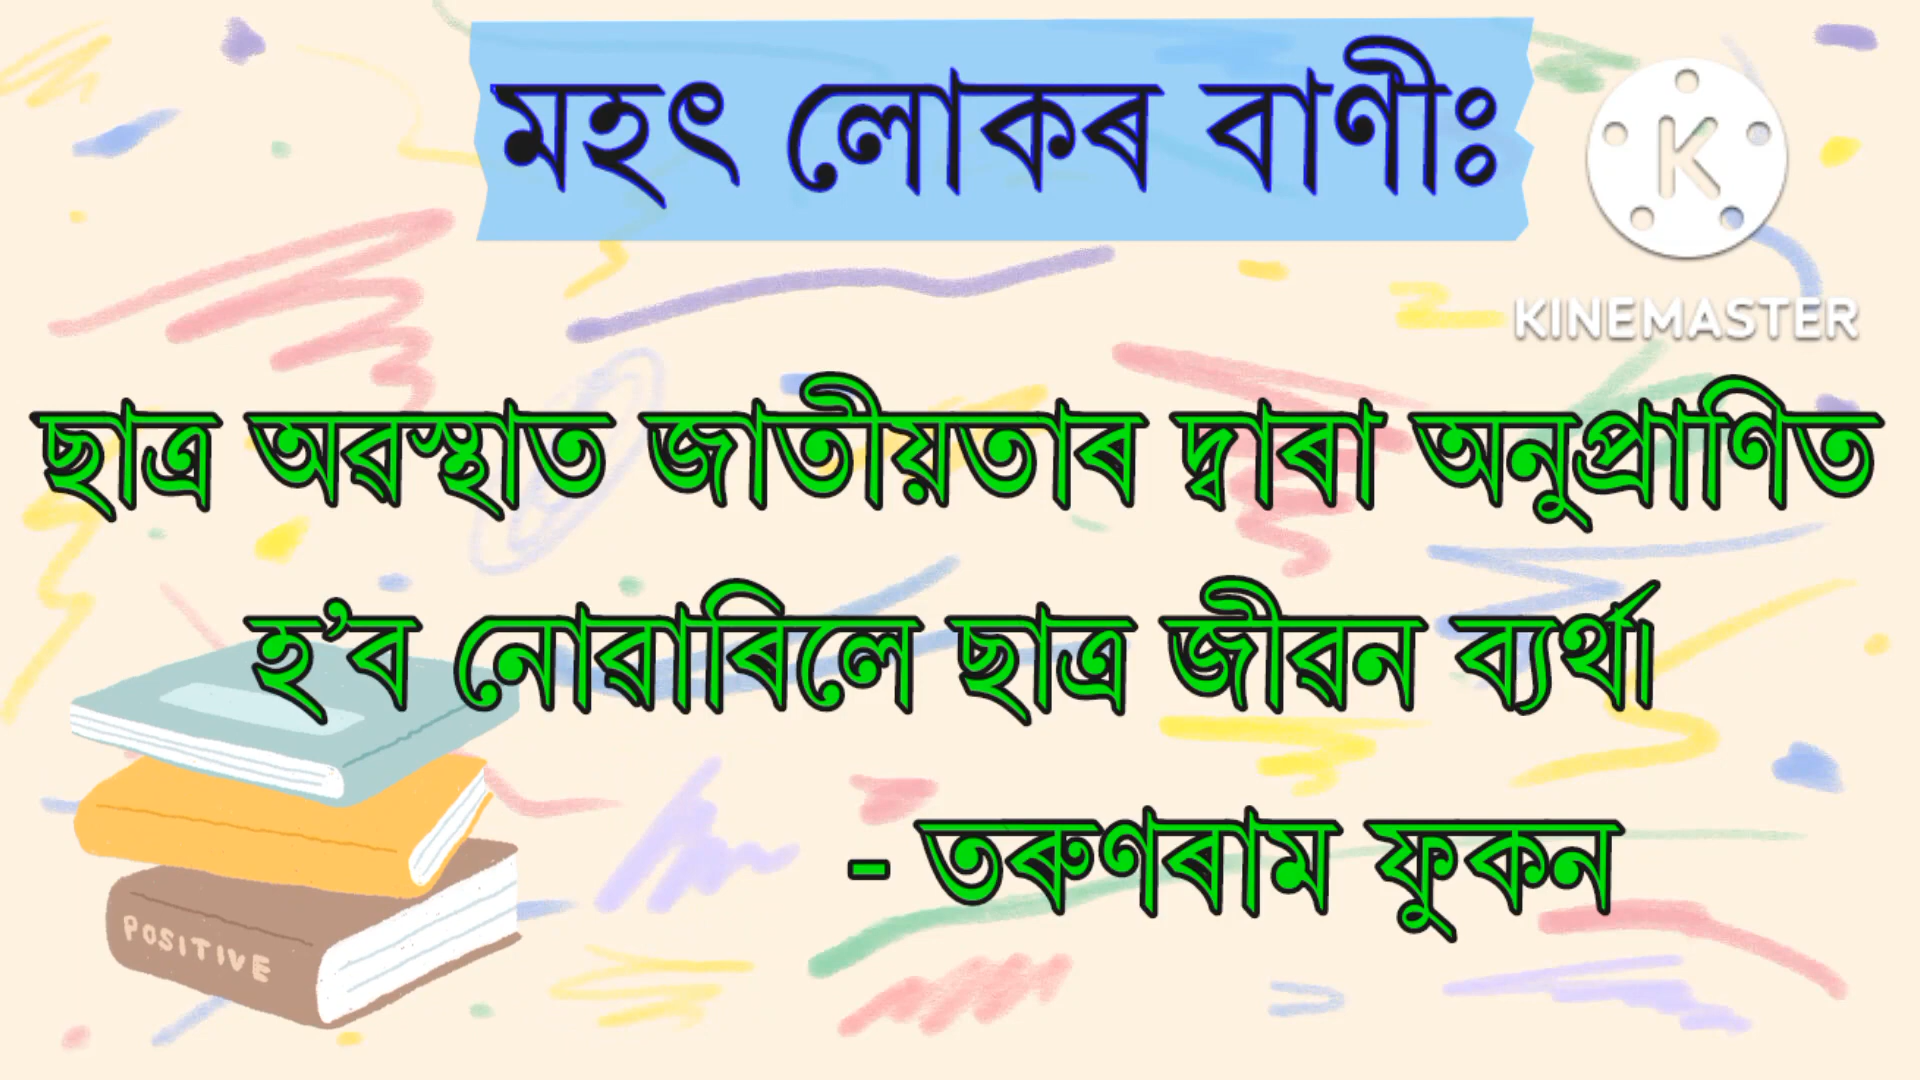 মহৎ লোকৰ বাণীঃ
K
KINEMASTER
ছাত্ৰ অৱস্থাত জাতীয়তাৰ দ্বাৰা অনুপ্ৰাণিত
হ’ব নোৱাৰিলে ছাত্ৰ জীৱন ব্যৰ্থ।
- তৰুণৰাম ফুকন
POSITIVE